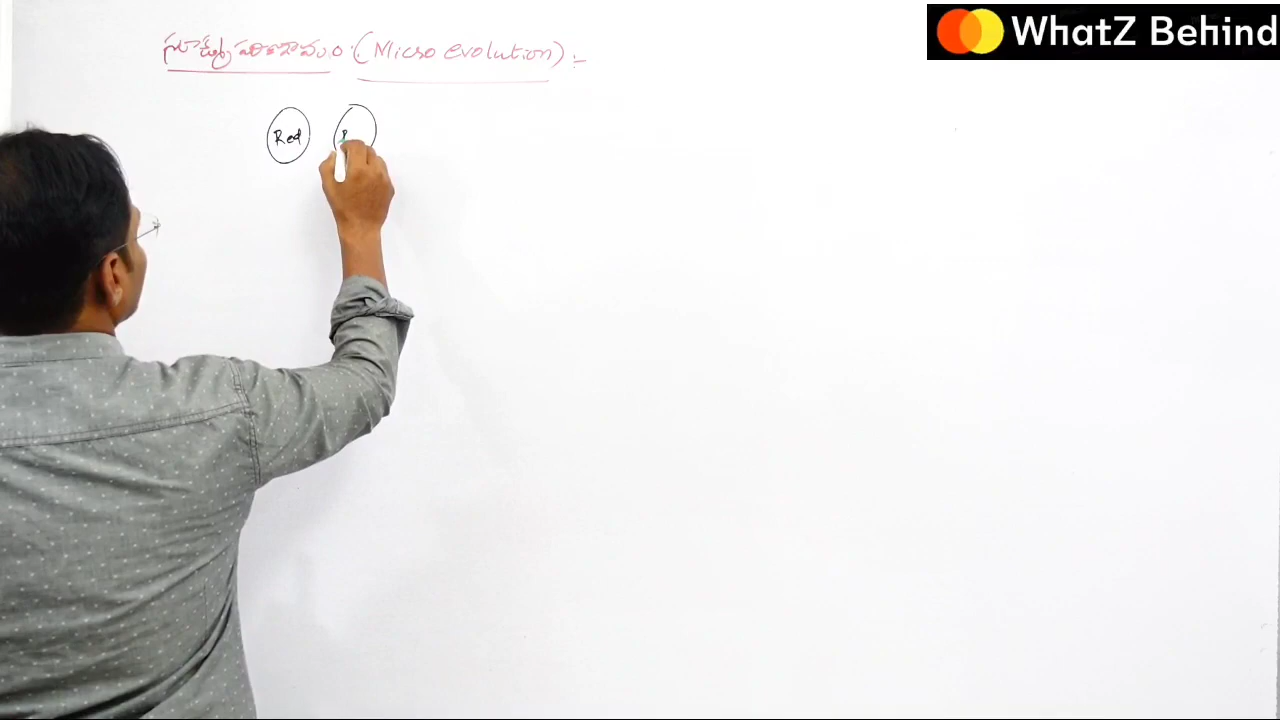 WhatZ Behind
సూక్ష్మ పరిణామం (Micro evolution) :-
Red R